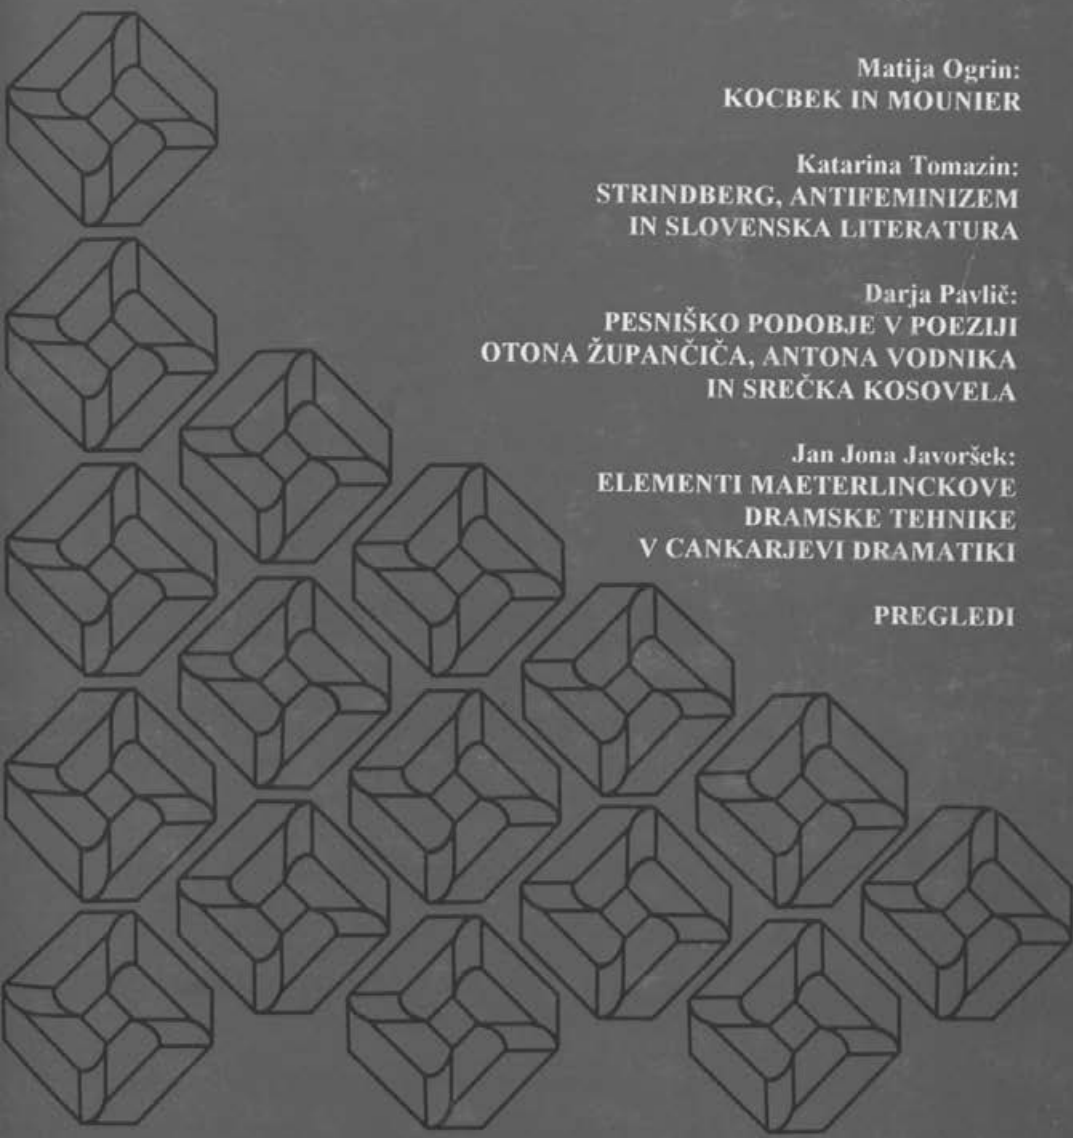 Matija Ogrin:
KOCBEK IN MOUNIER
Katarina Tomazin:
STRINDBERG, ANTIFEMINIZEM
IN SLOVENSKA LITERATURA
Darja Pavlič:
PESNIŠKO PODOBJE V POEZIJI
OTONA ŽUPANČIČA, ANTONA VODNIKA
IN SREČKA KOSOVELA
Jan Jona Javoršek:
ELEMENTI MAETERLINCKOVE
DRAMSKE TEHNIKE
V CANKARJEVI DRAMATIKI
PREGLEDI